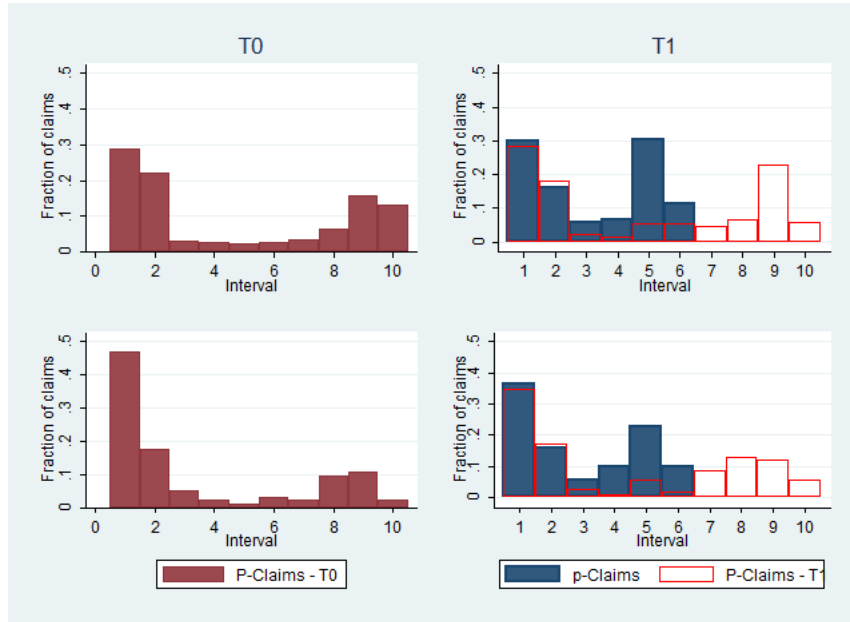 T0
T1
Fraction of claims
0 .1 .2 .3 .4 .5
0 2 4 6 8 10
Interval
Fraction of claims
0 .1 .2 .3 .4 .5
1 2 3 4 5 6 7 8 9 10
Interval
Fraction of claims
0 .1 .2 .3 .4 .5
0 2 4 6 8 10
Interval
Fraction of claims
0 .1 .2 .3 .4 .5
1 2 3 4 5 6 7 8 9 10
Interval
P-Claims - T0
p-Claims P-Claims - T1